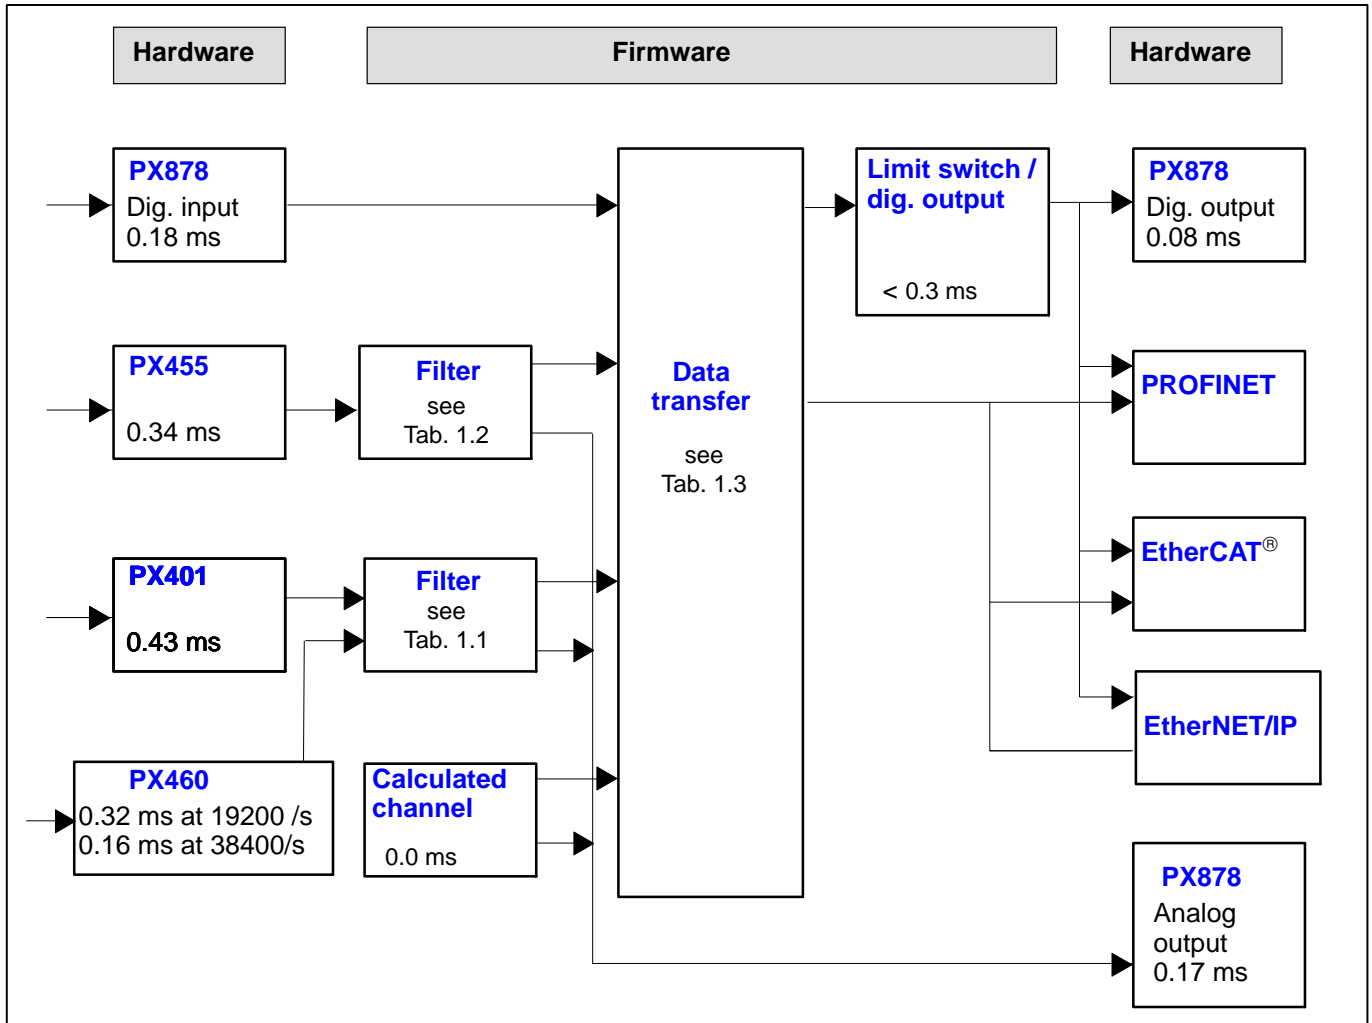 Hardware
Firmware
Hardware
PX878
Dig. input
0.18 ms
Limit switch /
dig. output
< 0.3 ms
PX878
Dig. output
0.08 ms
PX455
0.34 ms
Filter
see
Tab. 1.2
Data
transfer
see
Tab. 1.3
PROFINET
PX401
0.43 ms
Filter
see
Tab. 1.1
EtherCAT®
EtherNET/IP
PX460
0.32 ms at 19200 /s
0.16 ms at 38400/s
Calculated
channel
0.0 ms
PX878
Analog
output
0.17 ms